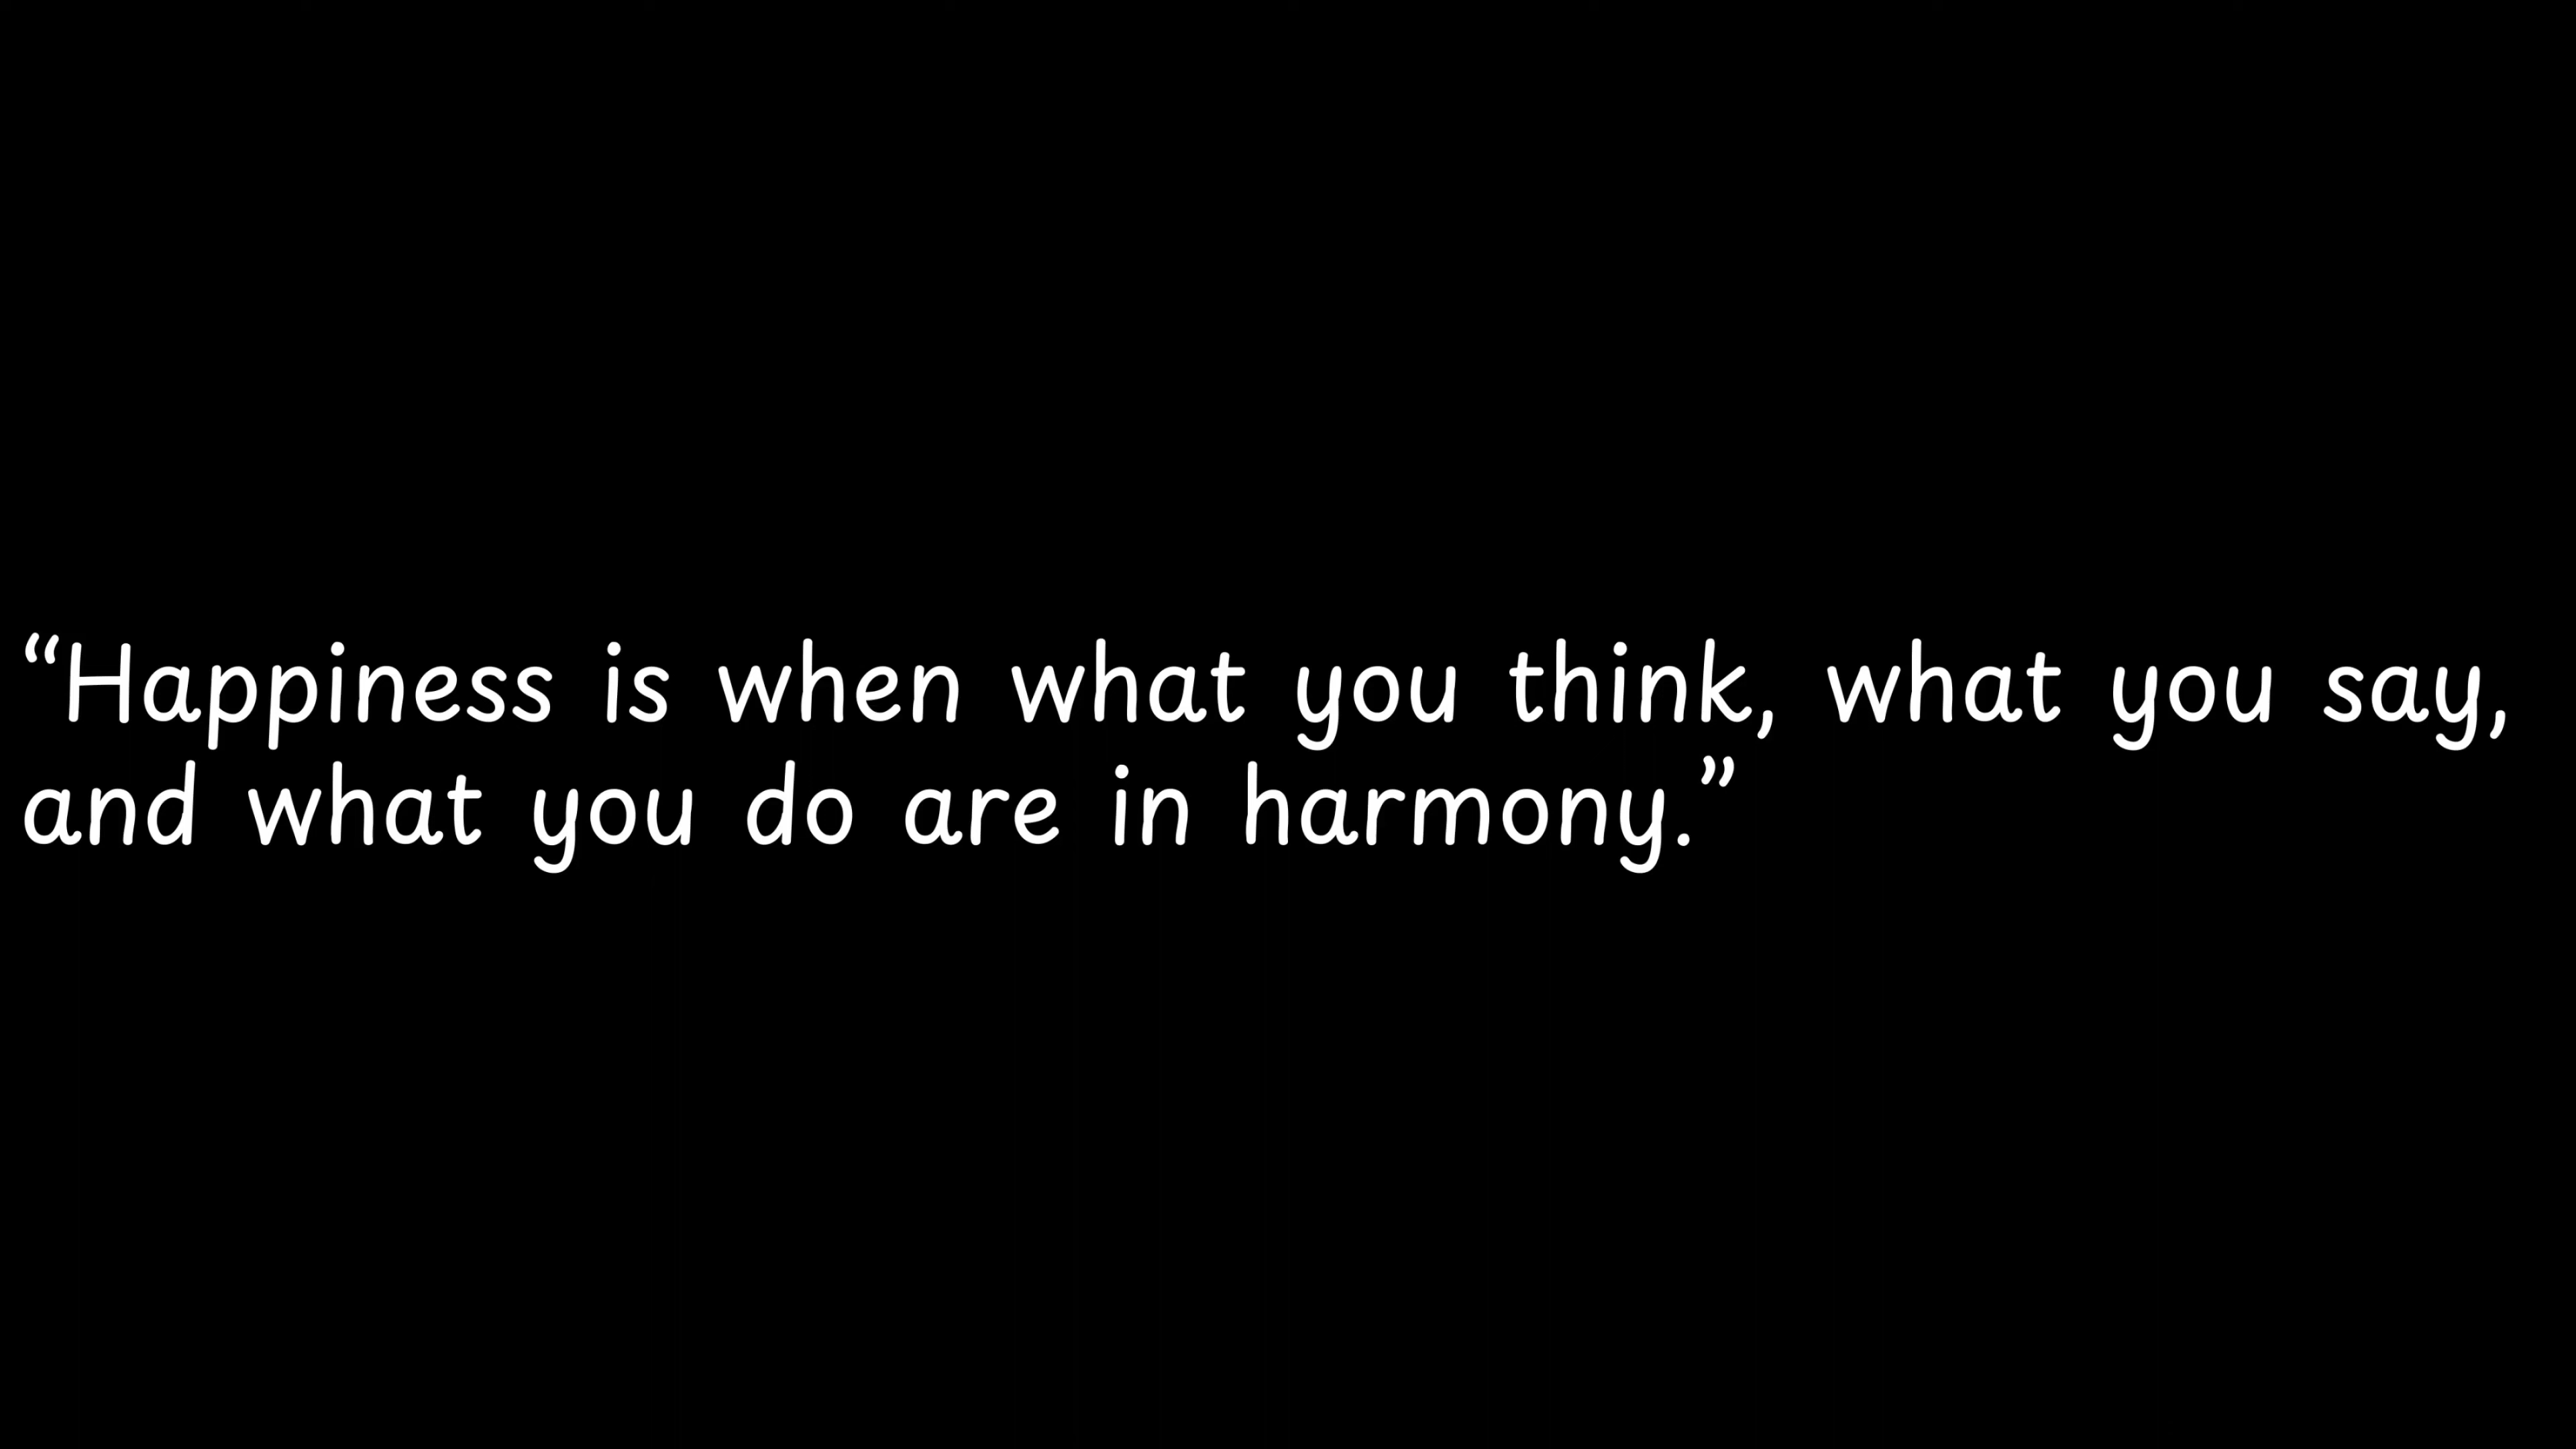 “Happiness is when what you think, what you say,
and what you do are in harmony.”